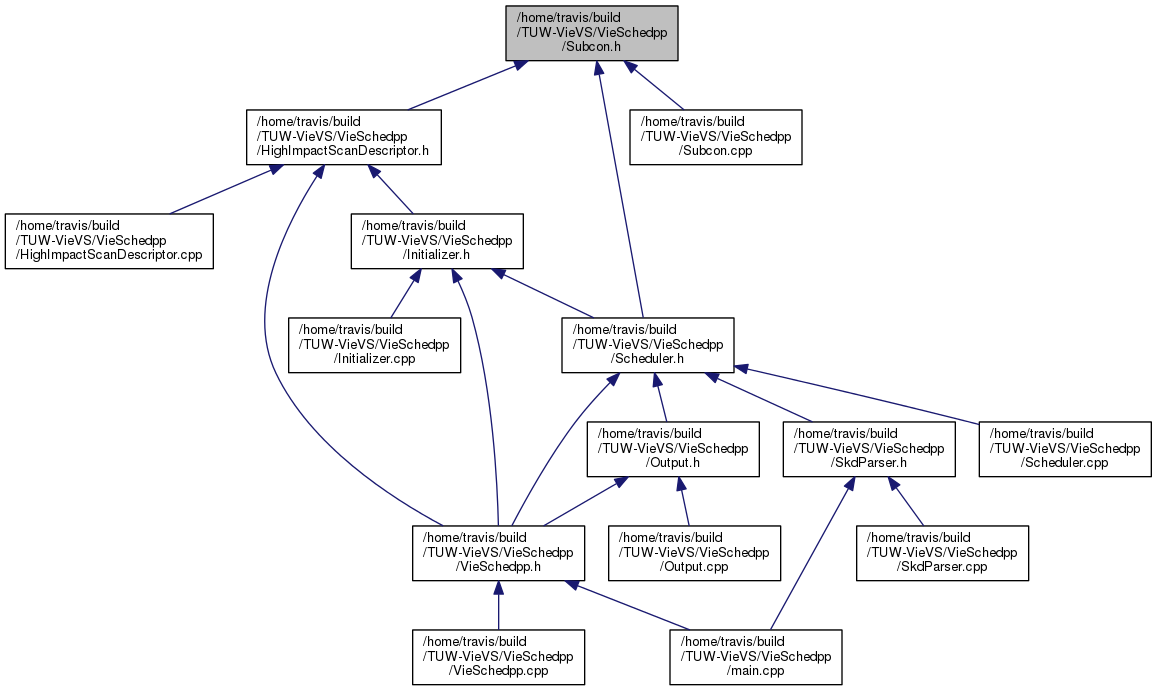 /home/travis/build
/TUW-VieVS/VieSchedpp
/Subcon.h
/home/travis/build
/TUW-VieVS/VieSchedpp
/HighImpactScanDescriptor.h
/home/travis/build
/TUW-VieVS/VieSchedpp
/Subcon.cpp
/home/travis/build
/TUW-VieVS/VieSchedpp
/HighImpactScanDescriptor.cpp
/home/travis/build
/TUW-VieVS/VieSchedpp
/Initializer.h
/home/travis/build
/TUW-VieVS/VieSchedpp
/Initializer.cpp
/home/travis/build
/TUW-VieVS/VieSchedpp
/Scheduler.h
/home/travis/build
/TUW-VieVS/VieSchedpp
/Output.h
/home/travis/build
/TUW-VieVS/VieSchedpp
/SkdParser.h
/home/travis/build
/TUW-VieVS/VieSchedpp
/Scheduler.cpp
/home/travis/build
/TUW-VieVS/VieSchedpp
/VieSchedpp.h
/home/travis/build
/TUW-VieVS/VieSchedpp
/Output.cpp
/home/travis/build
/TUW-VieVS/VieSchedpp
/SkdParser.cpp
/home/travis/build
/TUW-VieVS/VieSchedpp
/VieSchedpp.cpp
/home/travis/build
/TUW-VieVS/VieSchedpp
/main.cpp